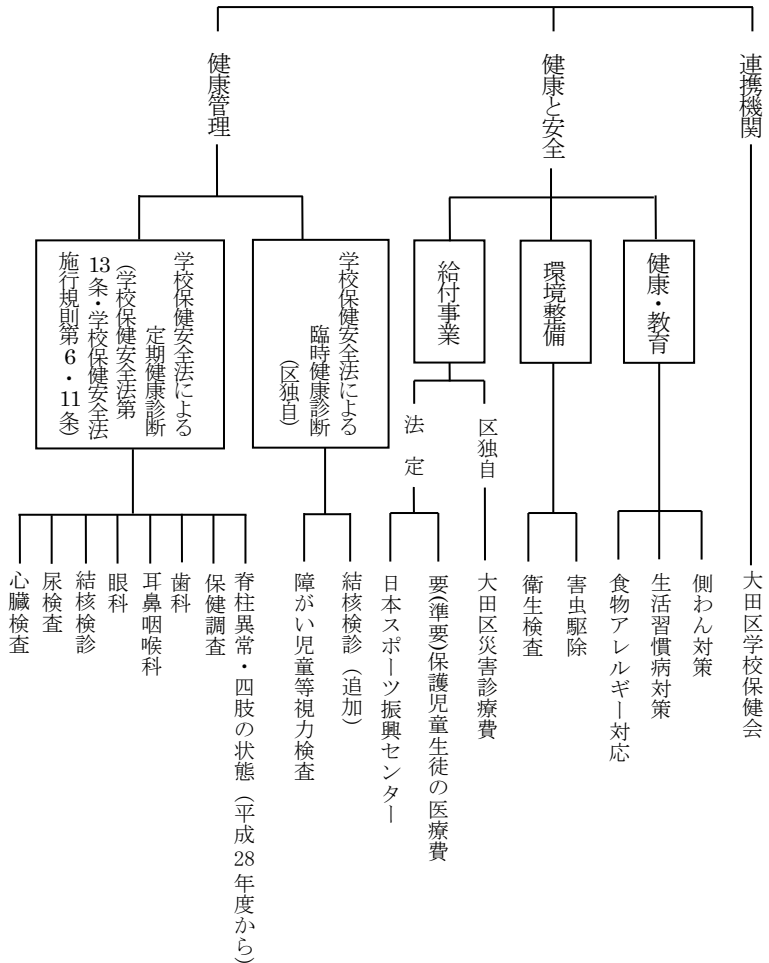 連携機関
健康と安全
健康管理
健康・教育
環境整備
給付事業
学校保健安全法による
臨時健康診断
（区独自）
学校保健安全法による
定期健康診断
（学校保健安全法第
13条・学校保健安全法
施行規則第6・11条）
区独自
法定
大田区学校保健会
側わん対策
生活習慣病対策
食物アレルギー対応
害虫駆除
衛生検査
大田区災害診療費
要(準要)保護児童生徒の医療費
日本スポーツ振興センター
結核検診（追加）
障がい児童等視力検査
脊柱異常・四肢の状態（平成28年度から）
保健調査
歯科
耳鼻咽喉科
眼科
結核検診
尿検査
心臓検査